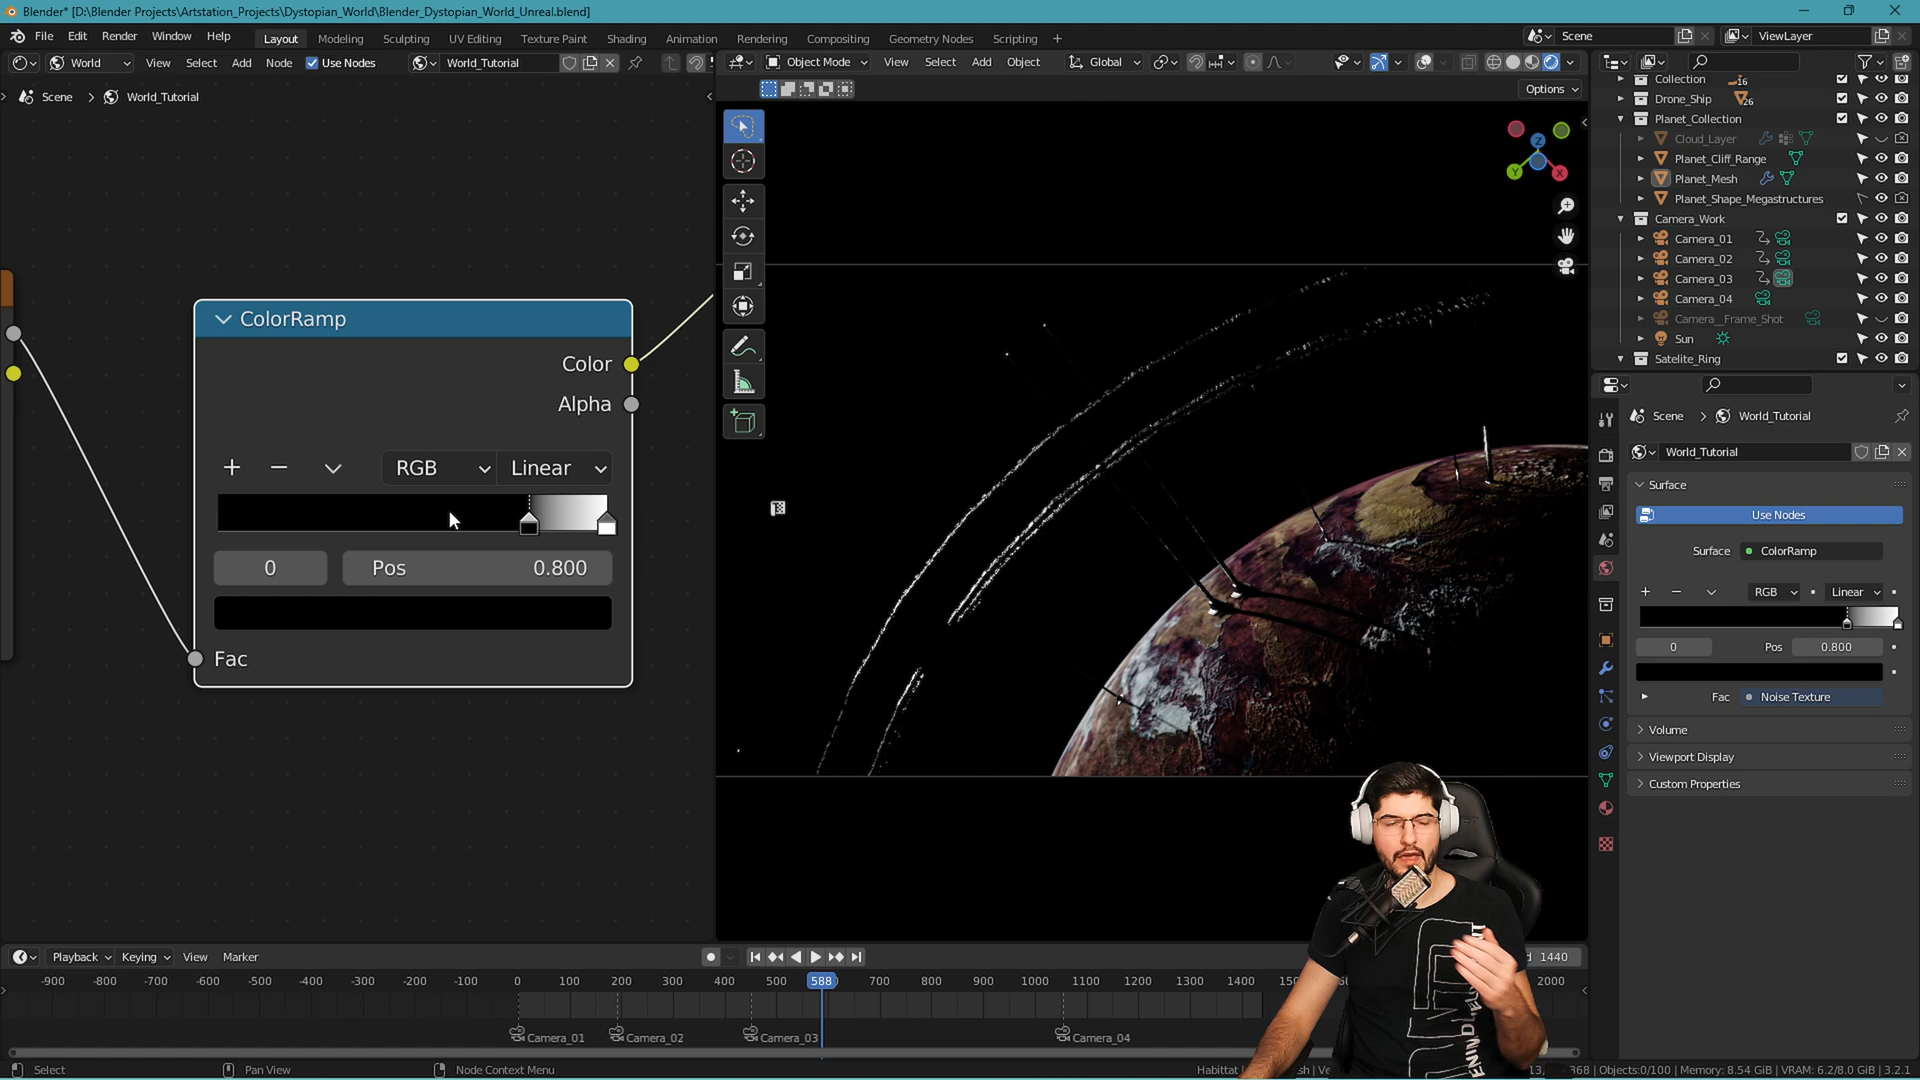 Blender* [D:\Blender Projects\Artstation_Projects\Dystopian_World\Blender_Dystopian_World_Unreal.blend]
File Edit Render Window Help Layout Modeling Sculpting UV Editing Texture Paint Shading Animation Rendering Compositing Geometry Nodes Scripting + Scene ViewLayer
World View Select Add Node Use Nodes World_Tutorial
Object Mode View Select Add Object Global
Options
Scene > World_Tutorial
ColorRamp
Color
Alpha
RGB Linear
0 Pos 0.800
Fac
Z
Y X
Collection 16
Drone_Ship 26
Planet_Collection
Cloud_Layer
Planet_Cliff_Range
Planet_Mesh
Planet_Shape_Megastructures
Camera_Work
Camera_01
Camera_02
Camera_03
Camera_04
Camera__Frame_Shot
Sun
Satelite_Ring
Scene > World_Tutorial
World_Tutorial
Surface
Use Nodes
Surface ColorRamp
RGB Linear
0 Pos 0.800
Fac Noise Texture
Volume
Viewport Display
Custom Properties
Playback Keying View Marker
1440
-900 -800 -700 -600 -500 -400 -300 -200 -100 0 100 200 300 400 500 588 700 800 900 1000 1100 1200 1300 1400 2000
Camera_01 Camera_02 Camera_03 Camera_04
Select Pan View Node Context Menu
368 | Objects:0/100 | Memory: 8.54 GiB | VRAM: 6.2/8.0 GiB | 3.2.1